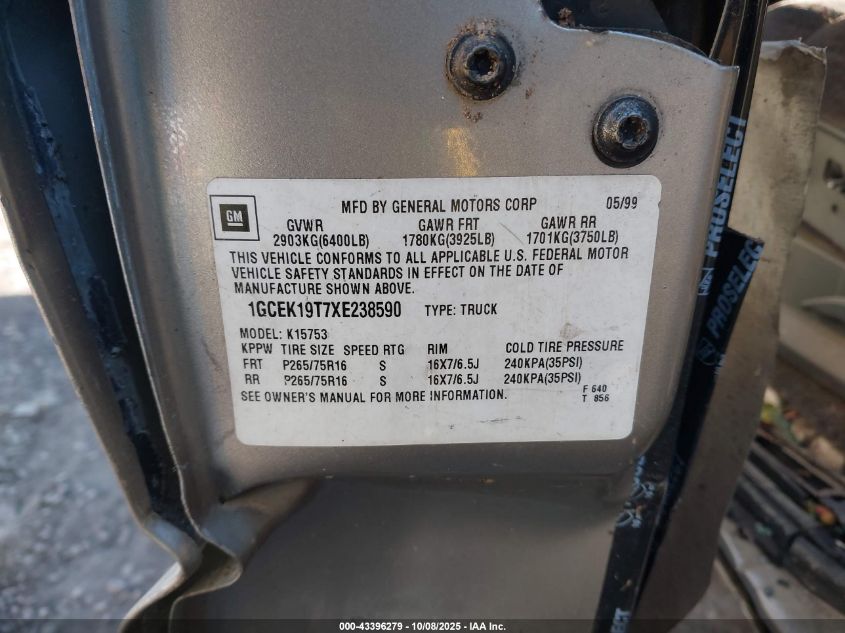 GM
MFD BY GENERAL MOTORS CORP 05/99
GVWR GAWR FRT GAWR RR
2903KG(6400LB) 1780KG(3925LB) 1701KG(3750LB)
THIS VEHICLE CONFORMS TO ALL APPLICABLE U.S. FEDERAL MOTOR
VEHICLE SAFETY STANDARDS IN EFFECT ON THE DATE OF
MANUFACTURE SHOWN ABOVE.
1GCEK19T7XE238590 TYPE: TRUCK
MODEL: K15753
KPPW TIRE SIZE SPEED RTG RIM COLD TIRE PRESSURE
FRT P265/75R16 S 16X7/6.5J 240KPA(35PSI)
RR P265/75R16 S 16X7/6.5J 240KPA(35PSI)
SEE OWNER'S MANUAL FOR MORE INFORMATION.
F 640
T 856
PROSELECT
PROSELECT
000-43396279 - 10/08/2025 - IAA Inc.